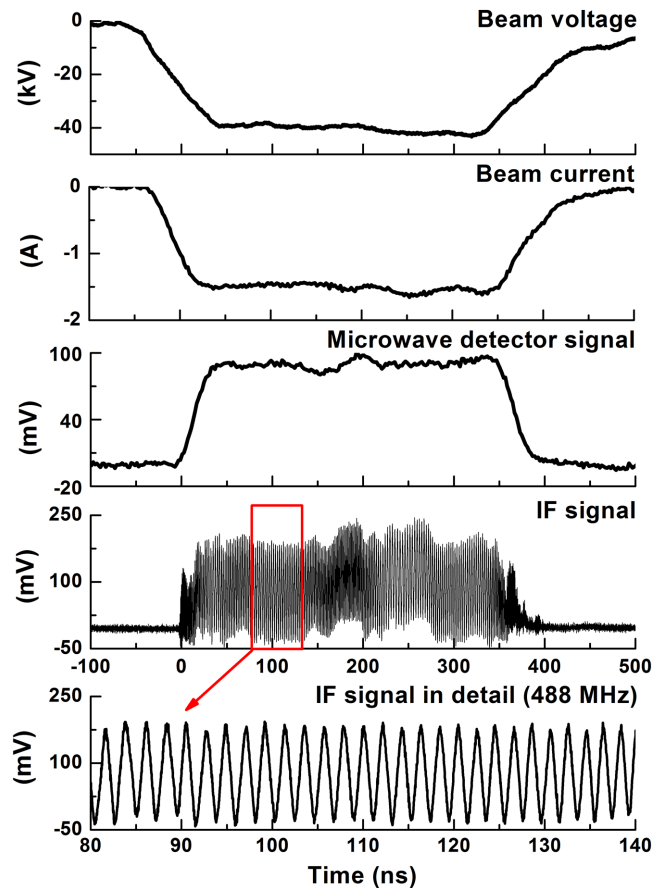 Beam voltage
0
-20
-40
(kV)
Beam current
0
-1
-2
(A)
Microwave detector signal
100
40
-20
(mV)
IF signal
250
100
-50
(mV)
-100 0 100 200 300 400 500
IF signal in detail (488 MHz)
250
100
-50
(mV)
80 90 100 110 120 130 140
Time (ns)